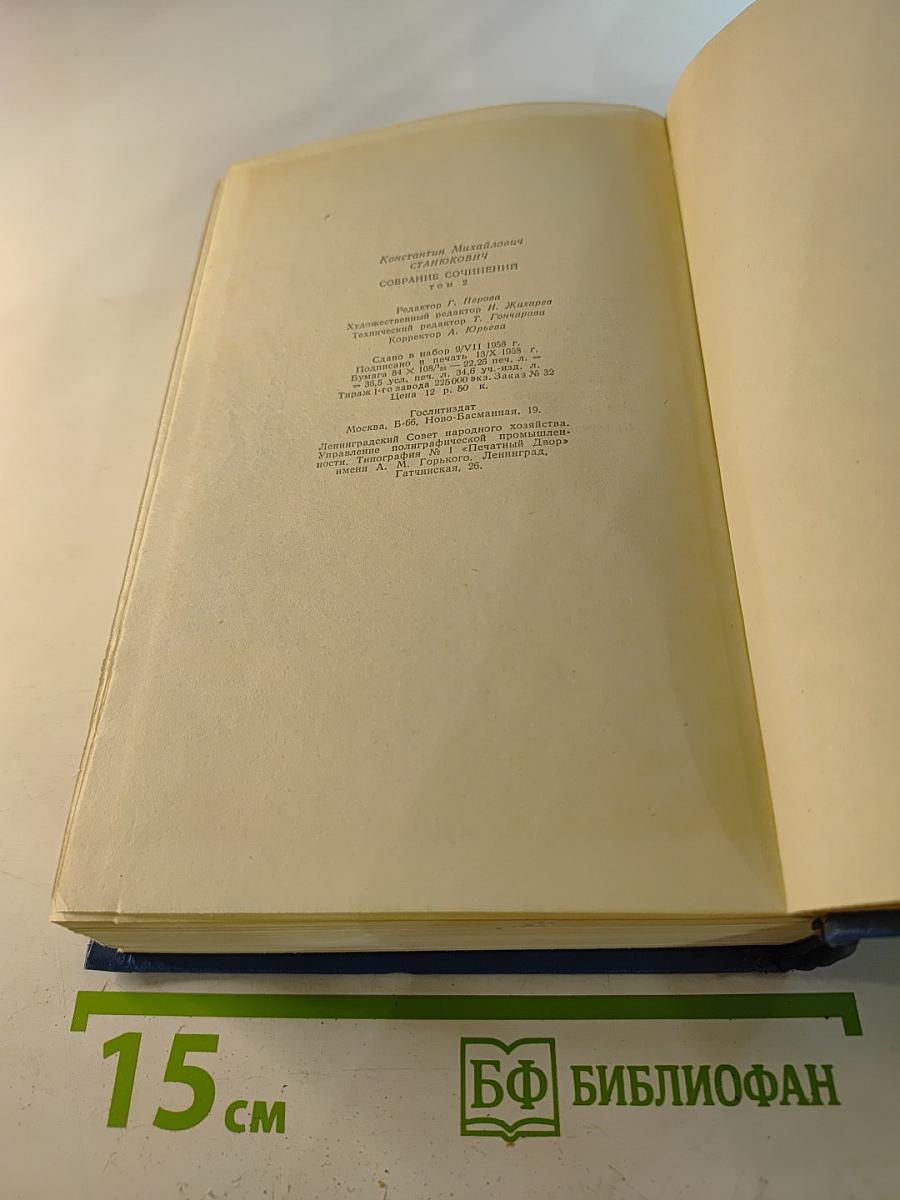 Константин Михайлович
СТАНЮКОВИЧ
СОБРАНИЕ СОЧИНЕНИЙ
том 2
Редактор Г. Перова
Художественный редактор И. Жихарев
Технический редактор Т. Гончарова
Корректор А. Юрьева
Сдано в набор 9/VII 1958 г.
Подписано в печать 13/X 1958 г.
Бумага 84 × 108/₃₂ — 22,25 печ. л. =
= 36,5 усл. печ. л. 34,6 уч.-изд. л.
Тираж 1-го завода 225000 экз. Заказ № 32
Цена 12 р. 50 к.
Гослитиздат
Москва, Б-66, Ново-Басманная, 19.
Ленинградский Совет народного хозяйства.
Управление полиграфической промышлен-
ности. Типография № 1 «Печатный Двор»
имени А. М. Горького. Ленинград,
Гатчинская, 26.
15 см
БФ БИБЛИОФАН